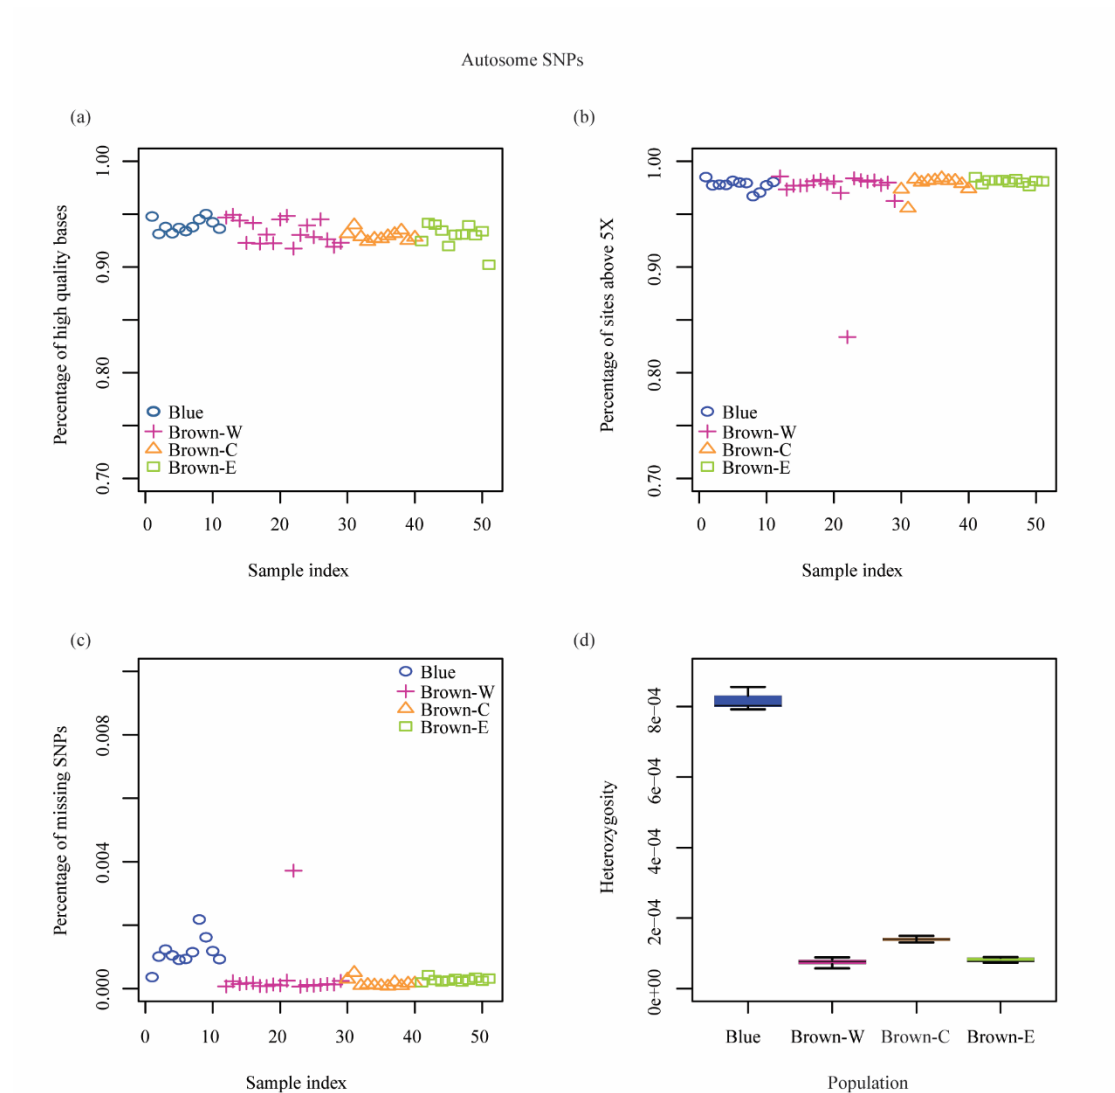 Autosome SNPs
(a)
Percentage of high quality bases
1.00
0.90
0.80
0.70
Blue
Brown-W
Brown-C
Brown-E
0 10 20 30 40 50
Sample index
(b)
Percentage of sites above 5X
1.00
0.90
0.80
0.70
Blue
Brown-W
Brown-C
Brown-E
0 10 20 30 40 50
Sample index
(c)
Percentage of missing SNPs
0.008
0.004
0.000
Blue
Brown-W
Brown-C
Brown-E
0 10 20 30 40 50
Sample index
(d)
Heterozygosity
8e−04
6e−04
4e−04
2e−04
0e+00
Blue Brown-W Brown-C Brown-E
Population